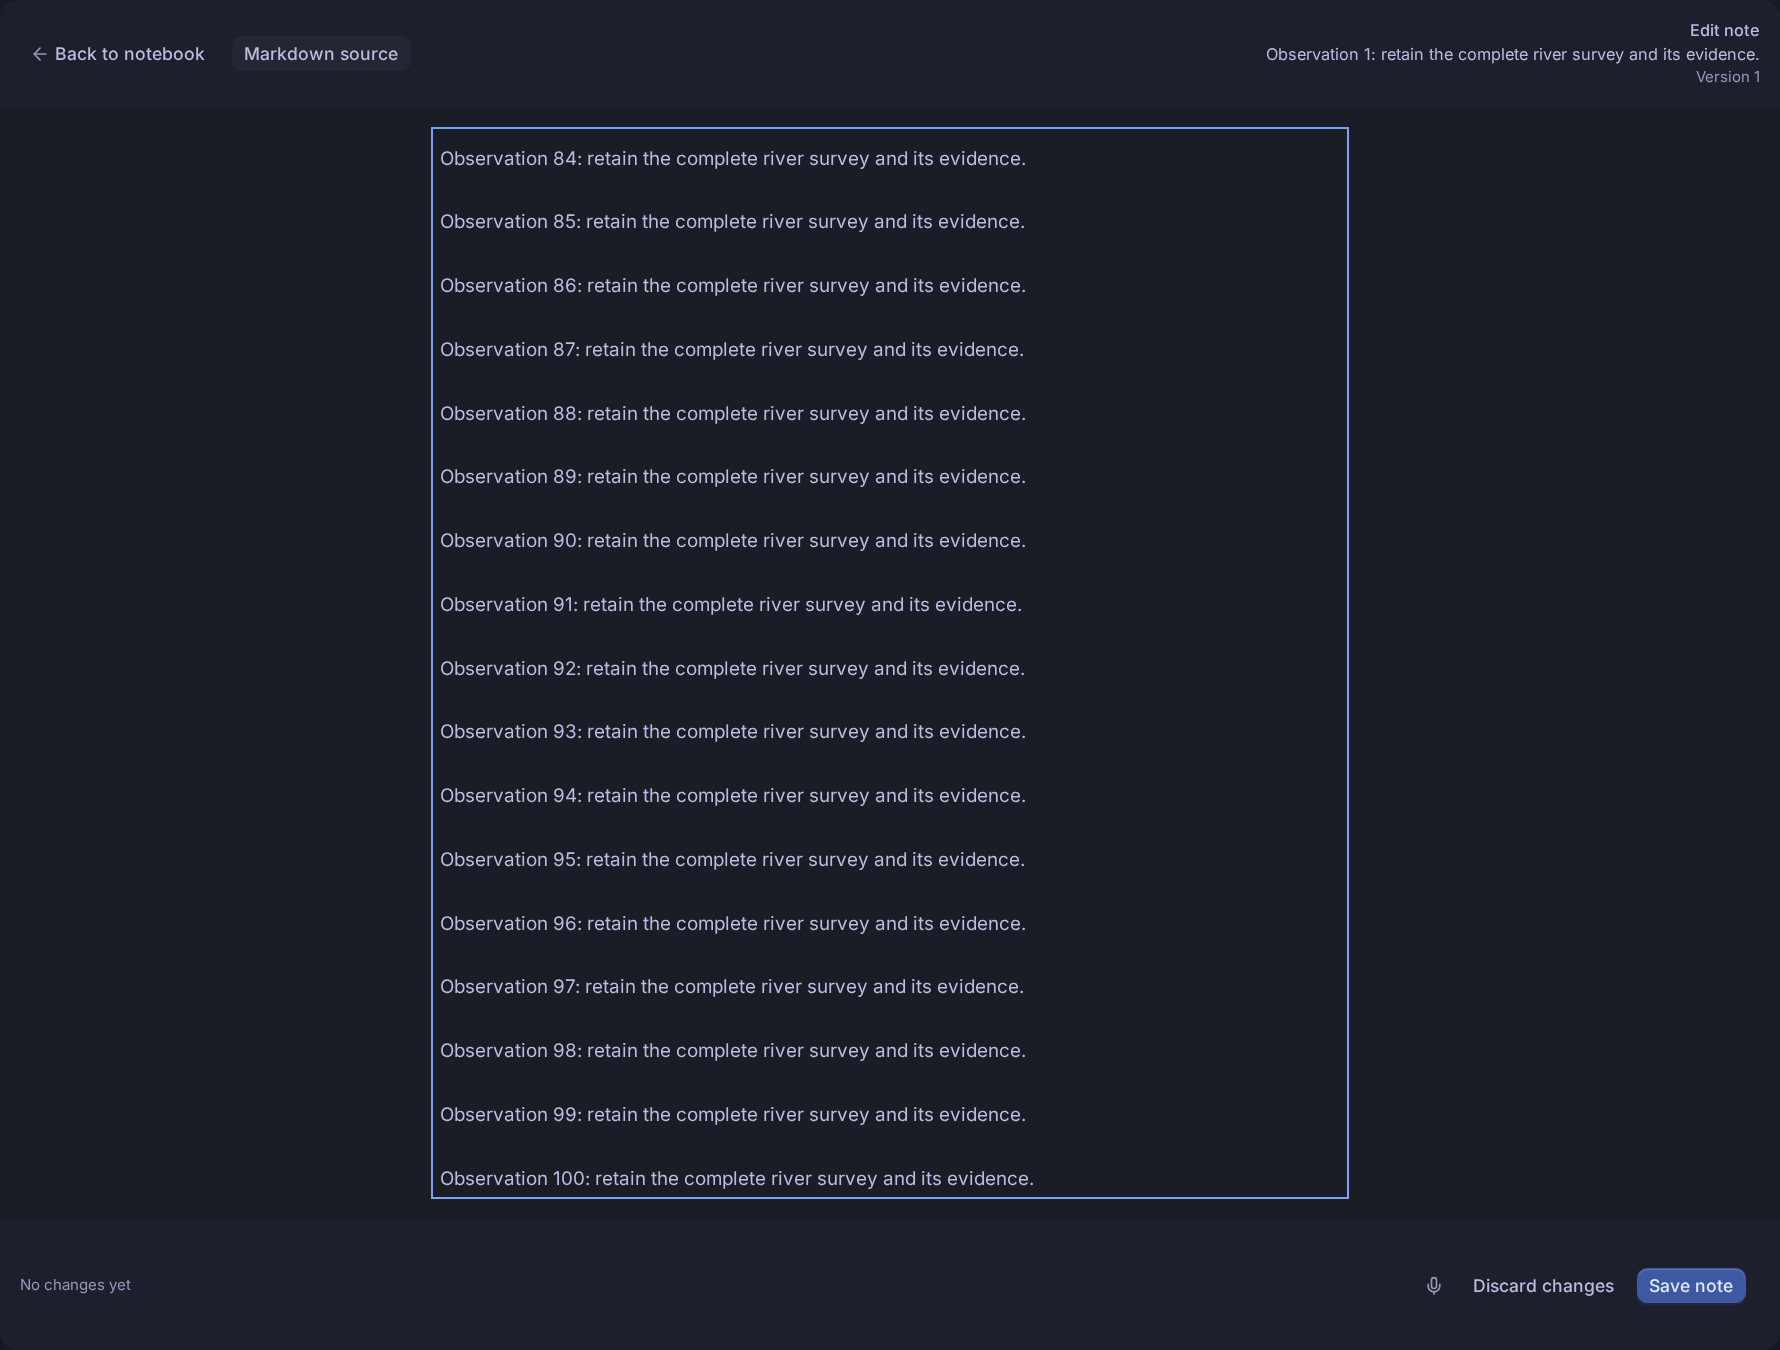 Back to notebook
Markdown source
Edit note
Observation 1: retain the complete river survey and its evidence.
Version 1
Observation 84: retain the complete river survey and its evidence.
Observation 85: retain the complete river survey and its evidence.
Observation 86: retain the complete river survey and its evidence.
Observation 87: retain the complete river survey and its evidence.
Observation 88: retain the complete river survey and its evidence.
Observation 89: retain the complete river survey and its evidence.
Observation 90: retain the complete river survey and its evidence.
Observation 91: retain the complete river survey and its evidence.
Observation 92: retain the complete river survey and its evidence.
Observation 93: retain the complete river survey and its evidence.
Observation 94: retain the complete river survey and its evidence.
Observation 95: retain the complete river survey and its evidence.
Observation 96: retain the complete river survey and its evidence.
Observation 97: retain the complete river survey and its evidence.
Observation 98: retain the complete river survey and its evidence.
Observation 99: retain the complete river survey and its evidence.
Observation 100: retain the complete river survey and its evidence.
No changes yet
Discard changes
Save note